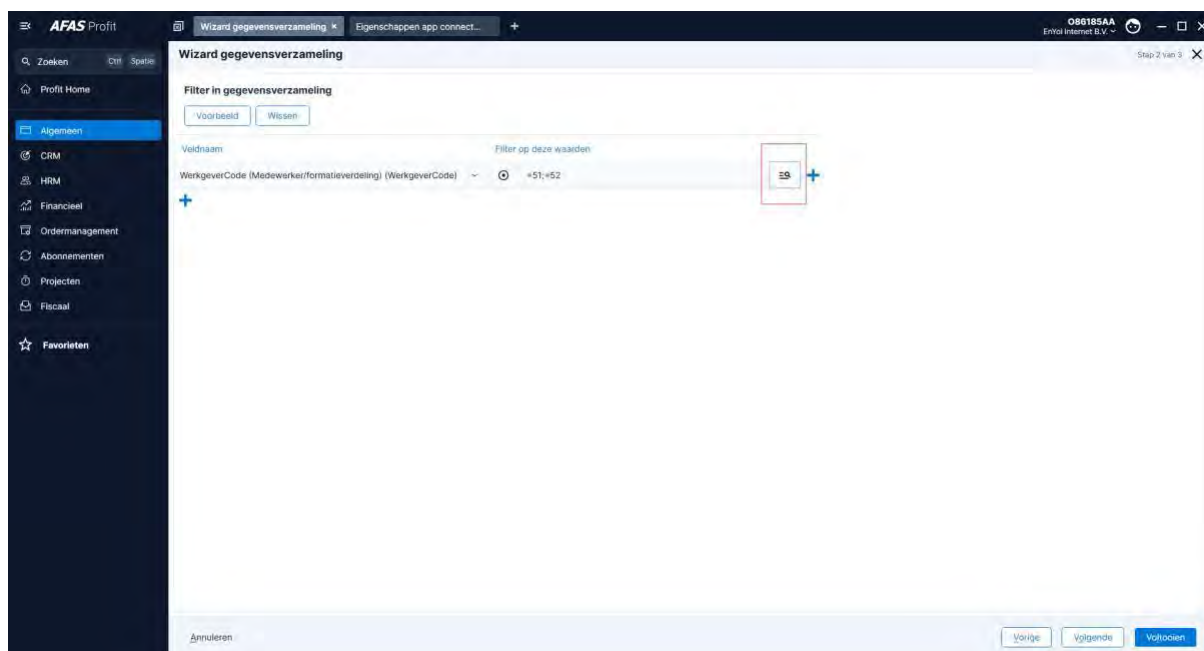 AFAS Profit
Wizard gegevensverzameling
Eigenschappen app connect...
O86185AA
EnYoi Internet B.V.
Zoeken Ctrl Spatie
Wizard gegevensverzameling
Stap 2 van 3
Profit Home
Filter in gegevensverzameling
Voorbeeld Wissen
Algemeen
CRM
HRM
Financieel
Ordermanagement
Abonnementen
Projecten
Fiscaal
Favorieten
Veldnaam Filter op deze waarden
WerkgeverCode (Medewerker/formatieverdeling) (WerkgeverCode) =51;=52
Annuleren
Vorige Volgende Voltooien